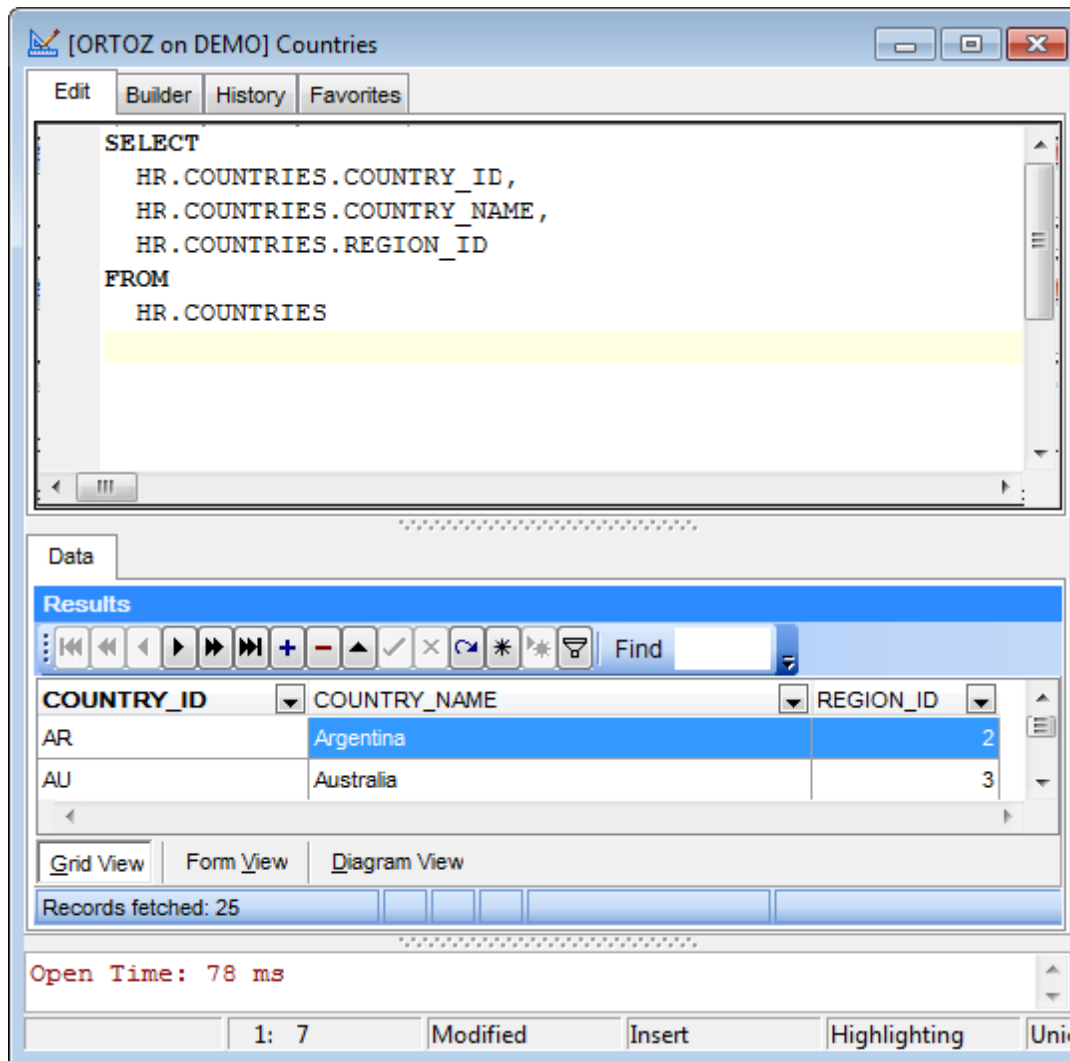 [ORTOZ on DEMO] Countries
Edit Builder History Favorites
SELECT
HR.COUNTRIES.COUNTRY_ID,
HR.COUNTRIES.COUNTRY_NAME,
HR.COUNTRIES.REGION_ID
FROM
HR.COUNTRIES
Data
Results
Find
COUNTRY_ID COUNTRY_NAME REGION_ID
AR Argentina 2
AU Australia 3
Grid View Form View Diagram View
Records fetched: 25
Open Time: 78 ms
1: 7 Modified Insert Highlighting